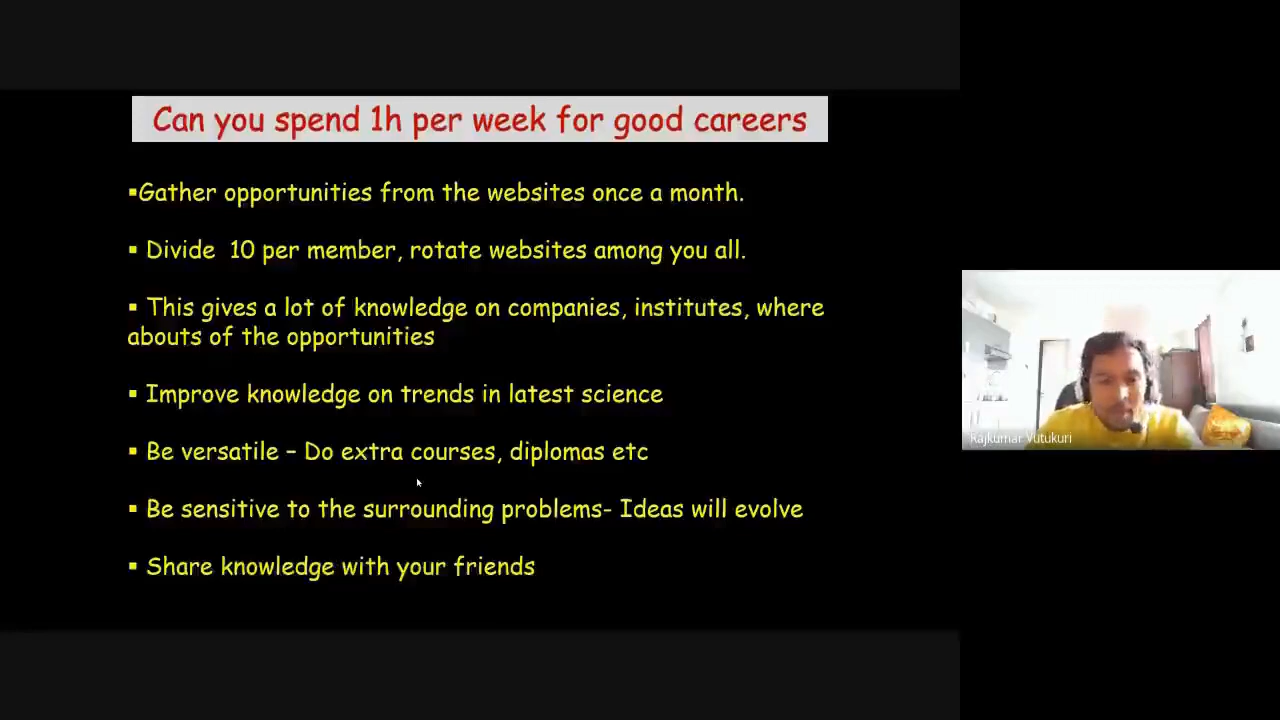 Can you spend 1h per week for good careers
▪Gather opportunities from the websites once a month.
▪ Divide 10 per member, rotate websites among you all.
▪ This gives a lot of knowledge on companies, institutes, where
abouts of the opportunities
▪ Improve knowledge on trends in latest science
▪ Be versatile – Do extra courses, diplomas etc
▪ Be sensitive to the surrounding problems- Ideas will evolve
▪ Share knowledge with your friends
Rajkumar Vutukuri